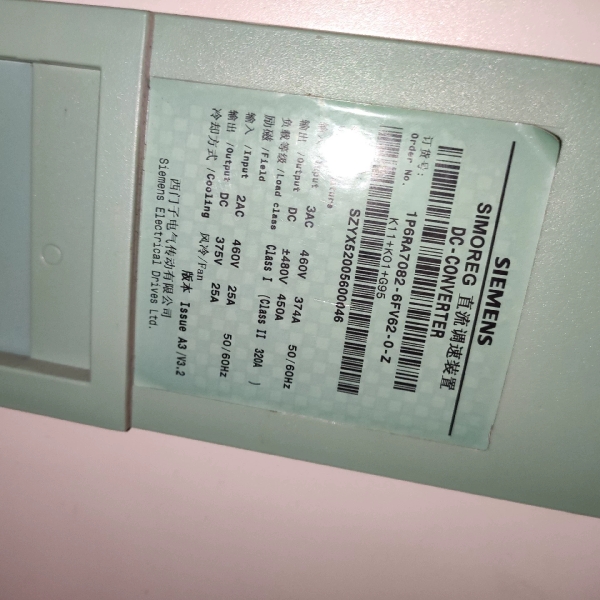 SIEMENS
SIMOREG 直流调速装置
DC-CONVERTER
订货号:
Order No.
1P6RA7082-6FV62-0-Z
K11+K01+G95
SZYX52005600046
/Input 3AC 460V 374A 50/60Hz
输出 /Output DC ±480V 450A
负载等级 /Load class Class I (Class II 320A )
励磁 /Field
输入 /Input 2AC 460V 25A 50/60Hz
输出 /Output DC 375V 25A
冷却方式 /Cooling 风冷/Fan
版本 Issue A3/V3.2
西门子电气传动有限公司
Siemens Electrical Drives Ltd.